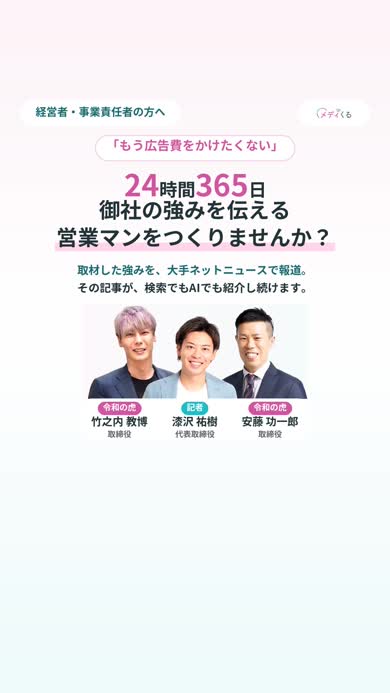 経営者・事業責任者の方へ
メディくる
「もう広告費をかけたくない」
24時間365日
御社の強みを伝える
営業マンをつくりませんか？
取材した強みを、大手ネットニュースで報道。
その記事が、検索でもAIでも紹介し続けます。
令和の虎 記者 令和の虎
竹之内 教博 漆沢 祐樹 安藤 功一郎
取締役 代表取締役 取締役